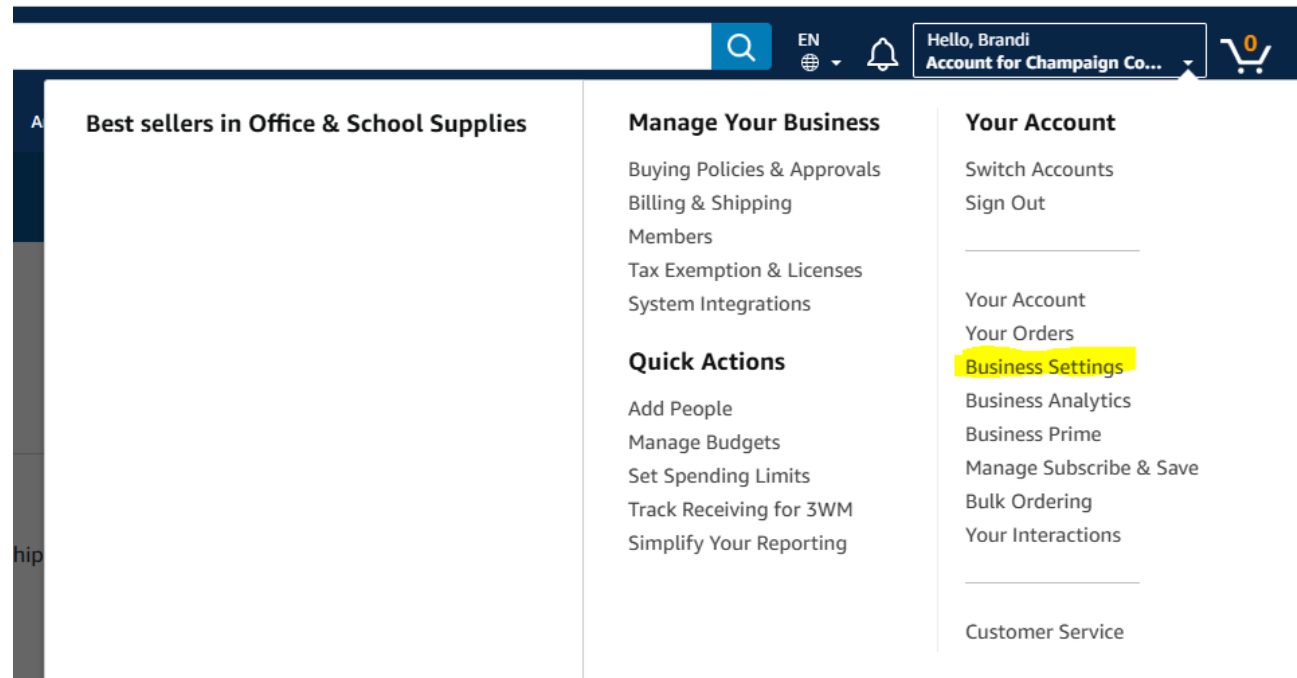 EN
Hello, Brandi
Account for Champaign Co...
0
A
Best sellers in Office & School Supplies
Manage Your Business
Buying Policies & Approvals
Billing & Shipping
Members
Tax Exemption & Licenses
System Integrations
Quick Actions
Add People
Manage Budgets
Set Spending Limits
Track Receiving for 3WM
Simplify Your Reporting
Your Account
Switch Accounts
Sign Out
Your Account
Your Orders
Business Settings
Business Analytics
Business Prime
Manage Subscribe & Save
Bulk Ordering
Your Interactions
Customer Service
hip